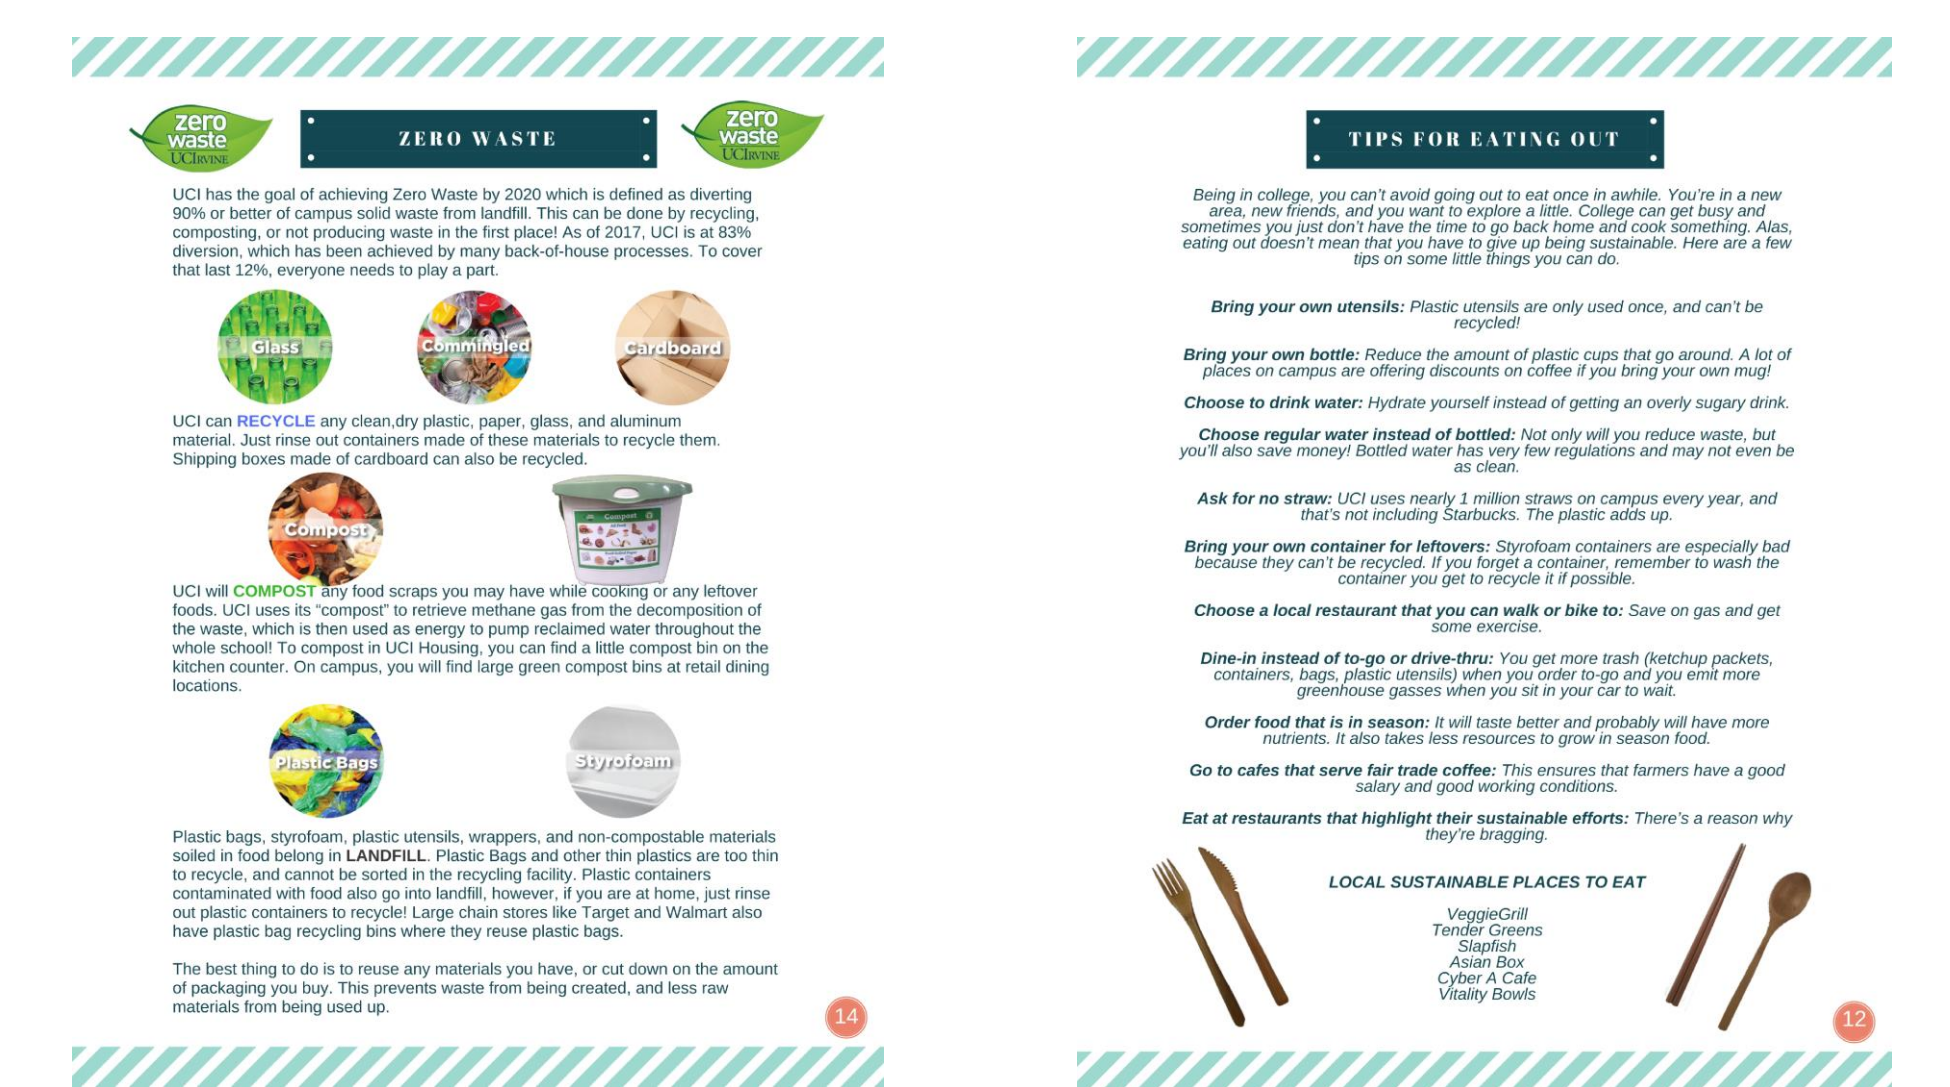 zero
waste
UCIRVINE
ZERO WASTE
zero
waste
UCIRVINE
UCI has the goal of achieving Zero Waste by 2020 which is defined as diverting
90% or better of campus solid waste from landfill. This can be done by recycling,
composting, or not producing waste in the first place! As of 2017, UCI is at 83%
diversion, which has been achieved by many back-of-house processes. To cover
that last 12%, everyone needs to play a part.
Glass
Commingled
Cardboard
UCI can RECYCLE any clean,dry plastic, paper, glass, and aluminum
material. Just rinse out containers made of these materials to recycle them.
Shipping boxes made of cardboard can also be recycled.
Compost
Compost
UCI will COMPOST any food scraps you may have while cooking or any leftover
foods. UCI uses its “compost” to retrieve methane gas from the decomposition of
the waste, which is then used as energy to pump reclaimed water throughout the
whole school! To compost in UCI Housing, you can find a little compost bin on the
kitchen counter. On campus, you will find large green compost bins at retail dining
locations.
Plastic Bags
Styrofoam
Plastic bags, styrofoam, plastic utensils, wrappers, and non-compostable materials
soiled in food belong in LANDFILL. Plastic Bags and other thin plastics are too thin
to recycle, and cannot be sorted in the recycling facility. Plastic containers
contaminated with food also go into landfill, however, if you are at home, just rinse
out plastic containers to recycle! Large chain stores like Target and Walmart also
have plastic bag recycling bins where they reuse plastic bags.
The best thing to do is to reuse any materials you have, or cut down on the amount
of packaging you buy. This prevents waste from being created, and less raw
materials from being used up.
14
TIPS FOR EATING OUT
Being in college, you can’t avoid going out to eat once in awhile. You’re in a new
area, new friends, and you want to explore a little. College can get busy and
sometimes you just don’t have the time to go back home and cook something. Alas,
eating out doesn’t mean that you have to give up being sustainable. Here are a few
tips on some little things you can do.
Bring your own utensils: Plastic utensils are only used once, and can’t be
recycled!
Bring your own bottle: Reduce the amount of plastic cups that go around. A lot of
places on campus are offering discounts on coffee if you bring your own mug!
Choose to drink water: Hydrate yourself instead of getting an overly sugary drink.
Choose regular water instead of bottled: Not only will you reduce waste, but
you’ll also save money! Bottled water has very few regulations and may not even be
as clean.
Ask for no straw: UCI uses nearly 1 million straws on campus every year, and
that’s not including Starbucks. The plastic adds up.
Bring your own container for leftovers: Styrofoam containers are especially bad
because they can’t be recycled. If you forget a container, remember to wash the
container you get to recycle it if possible.
Choose a local restaurant that you can walk or bike to: Save on gas and get
some exercise.
Dine-in instead of to-go or drive-thru: You get more trash (ketchup packets,
containers, bags, plastic utensils) when you order to-go and you emit more
greenhouse gasses when you sit in your car to wait.
Order food that is in season: It will taste better and probably will have more
nutrients. It also takes less resources to grow in season food.
Go to cafes that serve fair trade coffee: This ensures that farmers have a good
salary and good working conditions.
Eat at restaurants that highlight their sustainable efforts: There’s a reason why
they’re bragging.
LOCAL SUSTAINABLE PLACES TO EAT
VeggieGrill
Tender Greens
Slapfish
Asian Box
Cyber A Cafe
Vitality Bowls
12